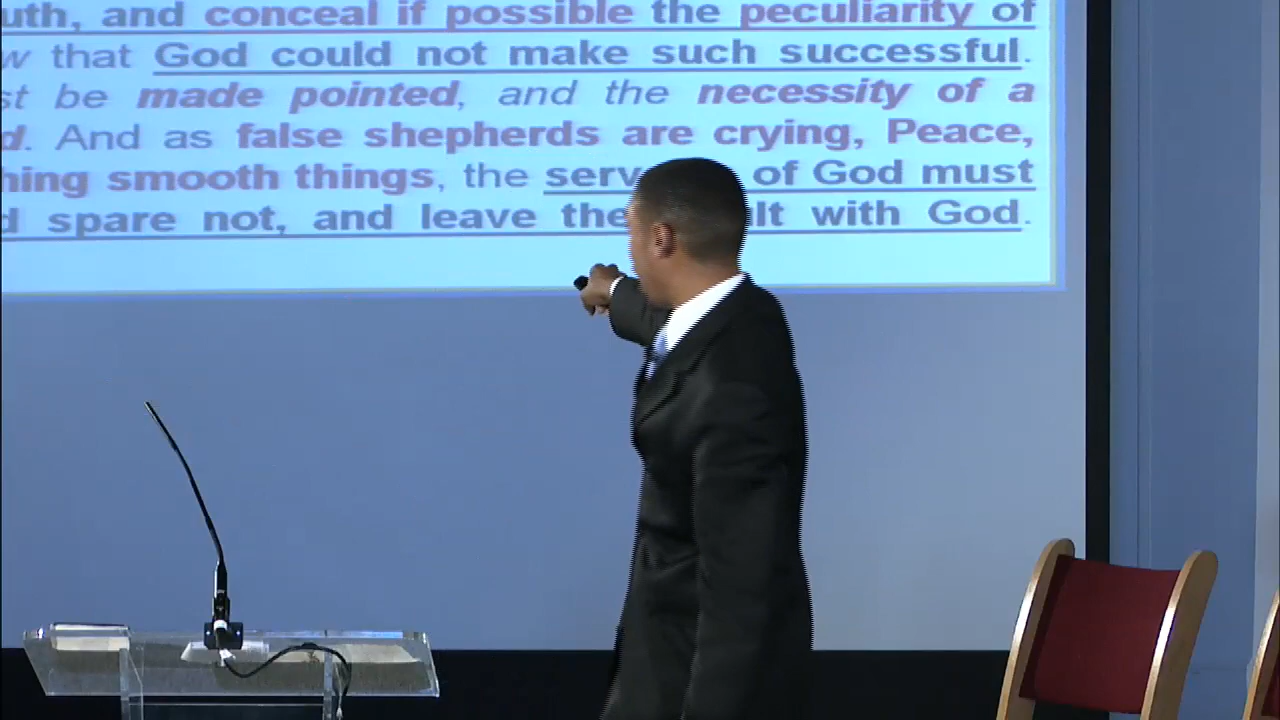 uth, and conceal if possible the peculiarity of
w that God could not make such successful.
st be made pointed, and the necessity of a
d. And as false shepherds are crying, Peace,
hing smooth things, the serv of God must
d spare not, and leave the lt with God.